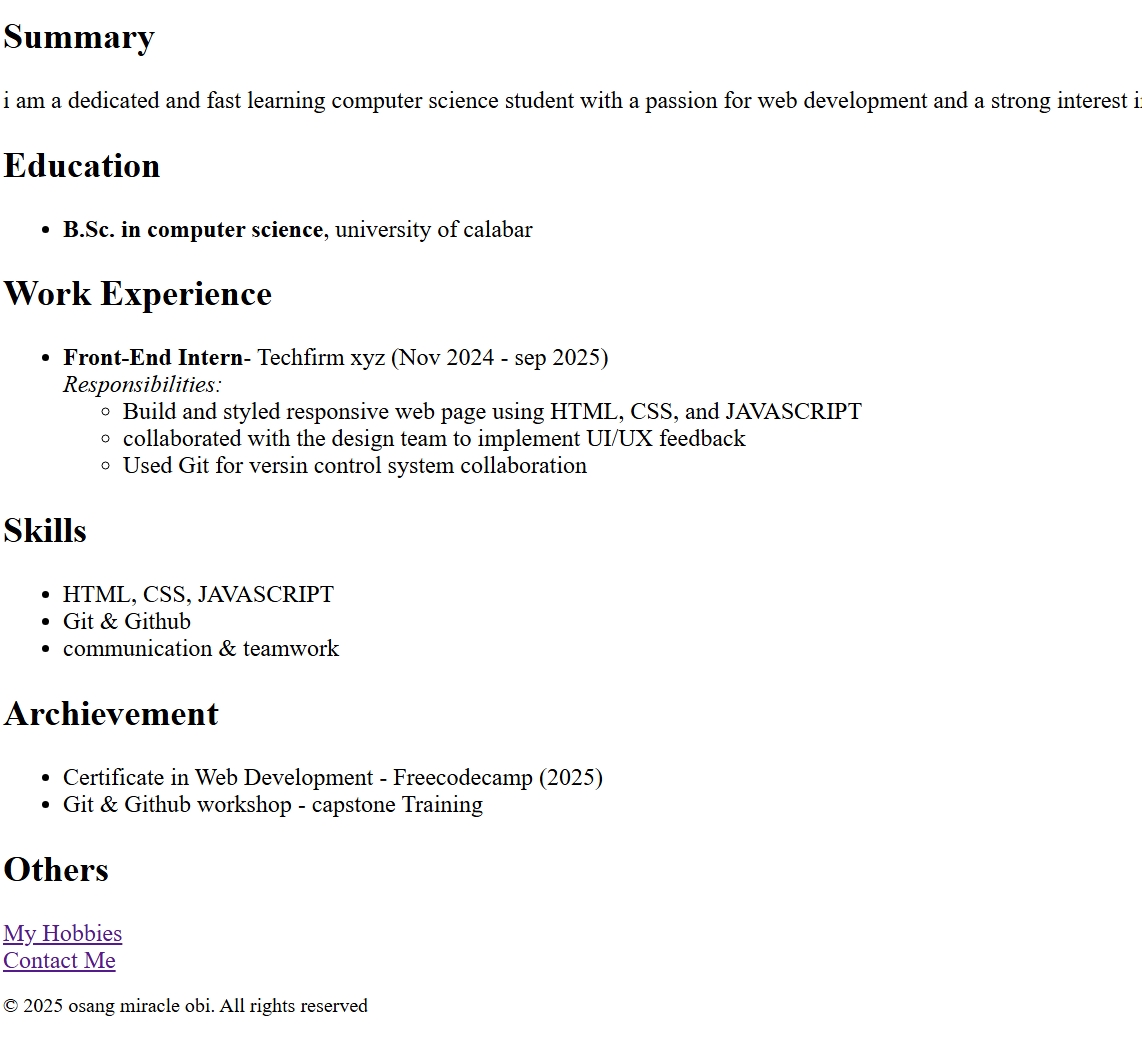 Summary
i am a dedicated and fast learning computer science student with a passion for web development and a strong interest
Education
B.Sc. in computer science, university of calabar
Work Experience
Front-End Intern- Techfirm xyz (Nov 2024 - sep 2025)
Responsibilities:
Build and styled responsive web page using HTML, CSS, and JAVASCRIPT
collaborated with the design team to implement UI/UX feedback
Used Git for versin control system collaboration
Skills
HTML, CSS, JAVASCRIPT
Git & Github
communication & teamwork
Archievement
Certificate in Web Development - Freecodecamp (2025)
Git & Github workshop - capstone Training
Others
My Hobbies
Contact Me
© 2025 osang miracle obi. All rights reserved